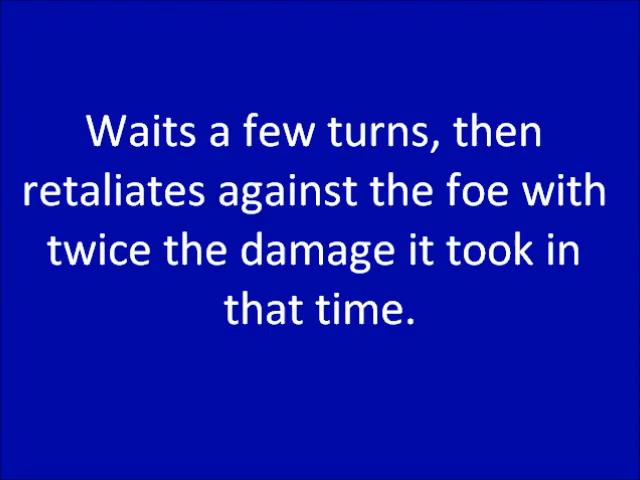 Waits a few turns, then
retaliates against the foe with
twice the damage it took in
that time.